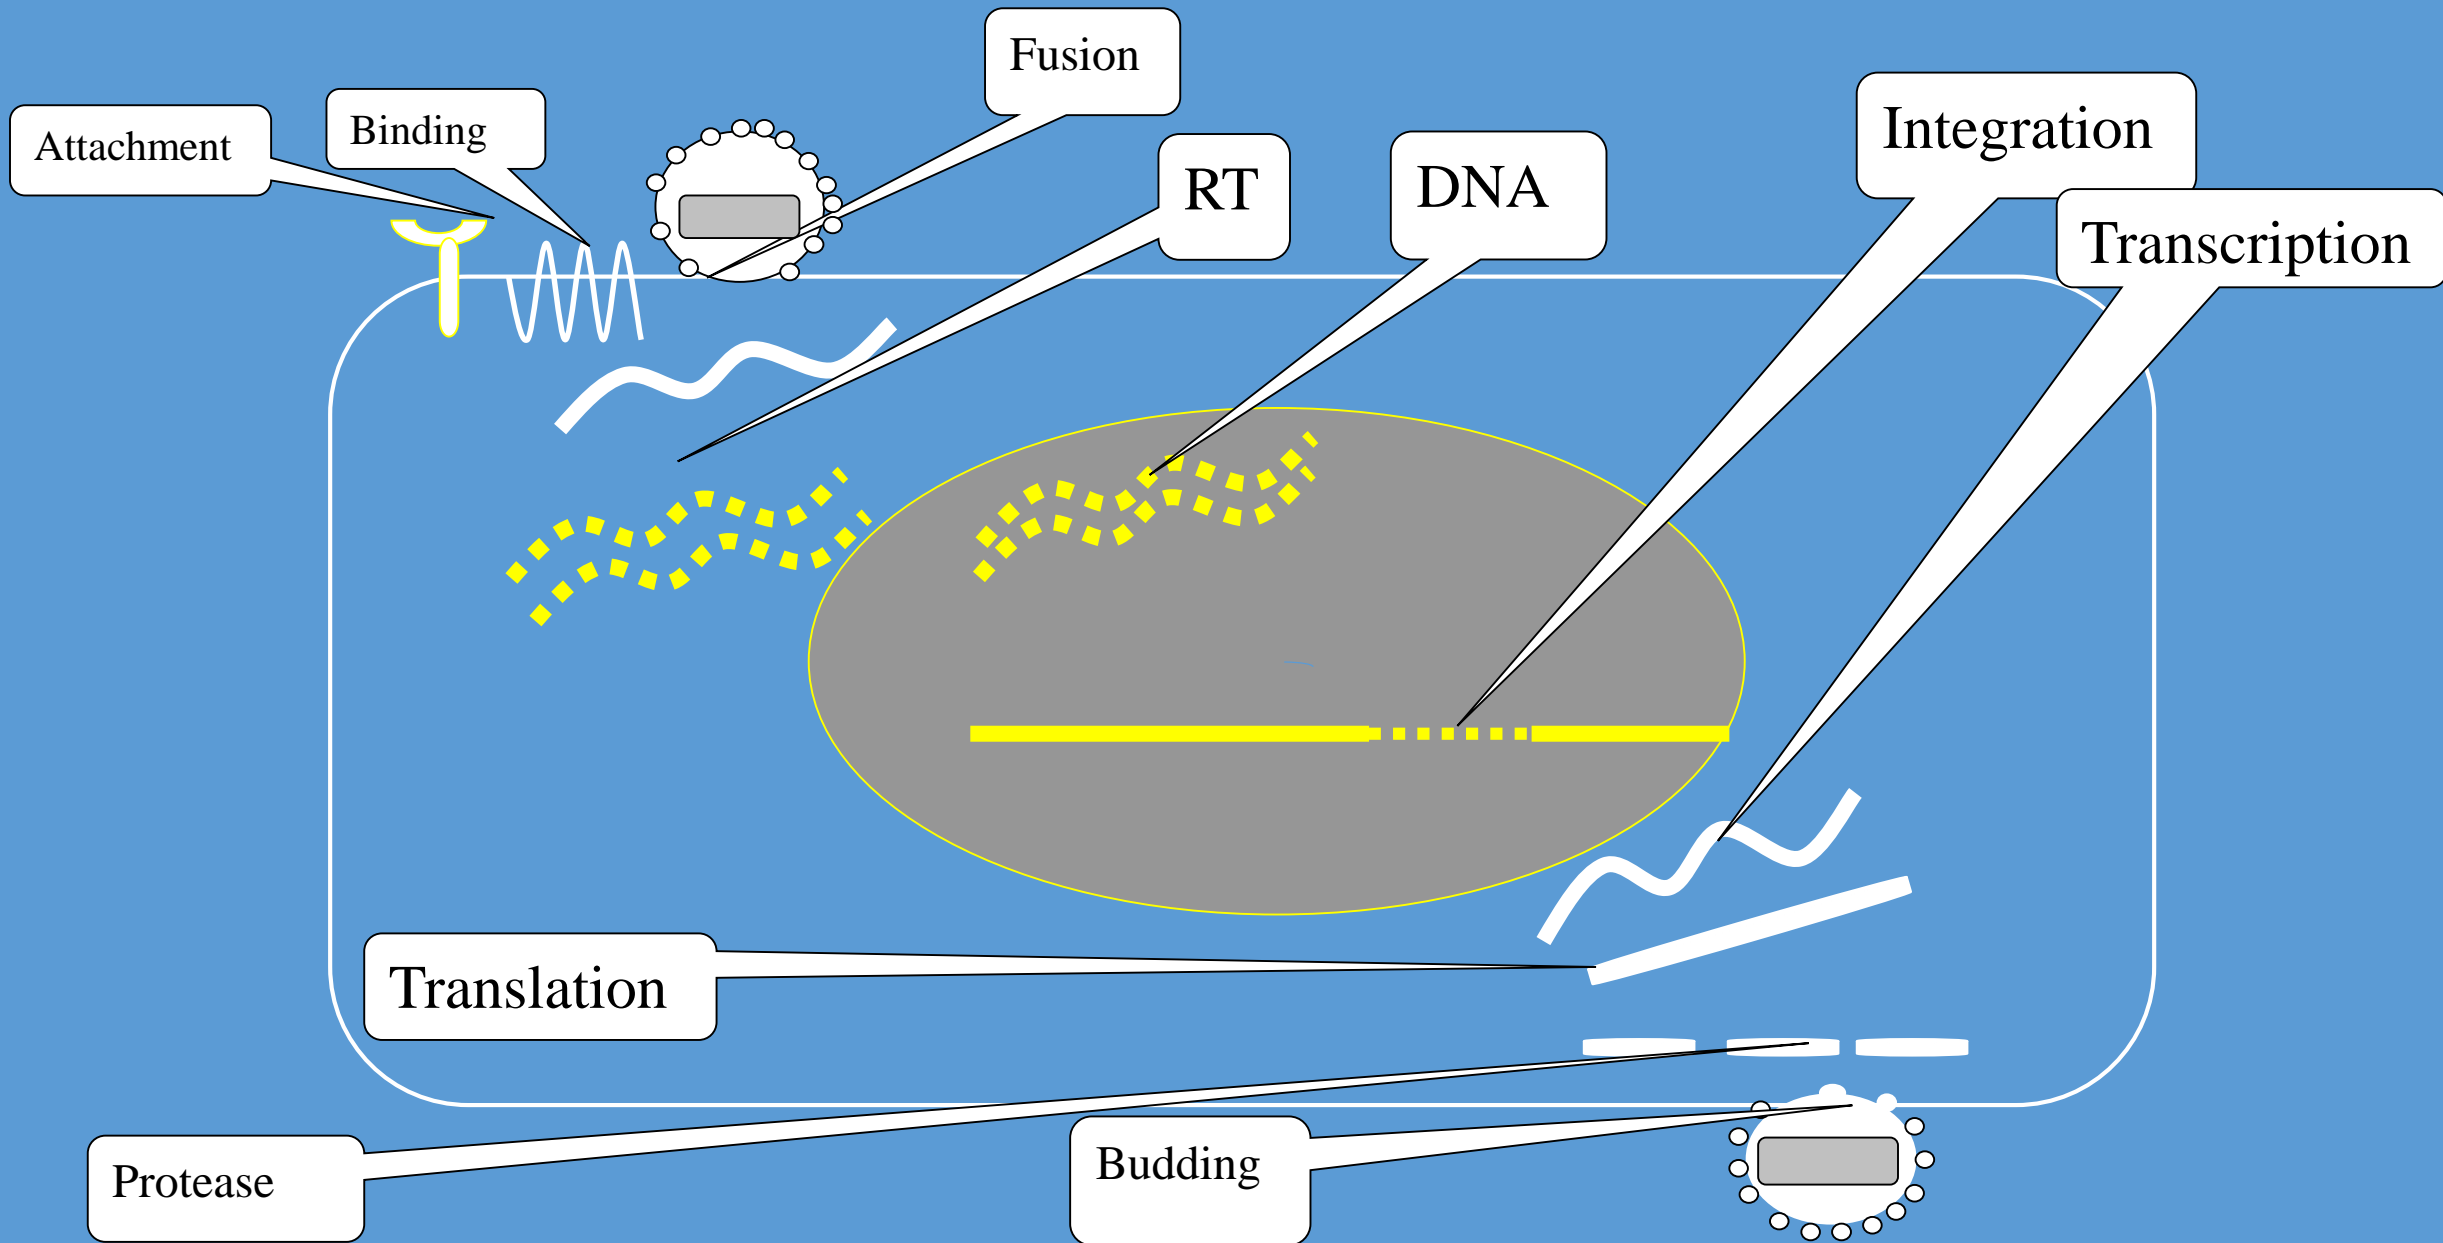 Fusion
Attachment
Binding
RT
DNA
Integration
Transcription
Translation
Protease
Budding